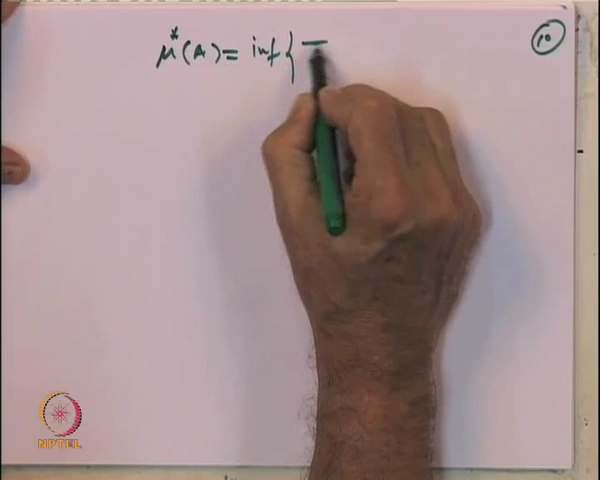 μ*(A) = inf {
10
NPTEL